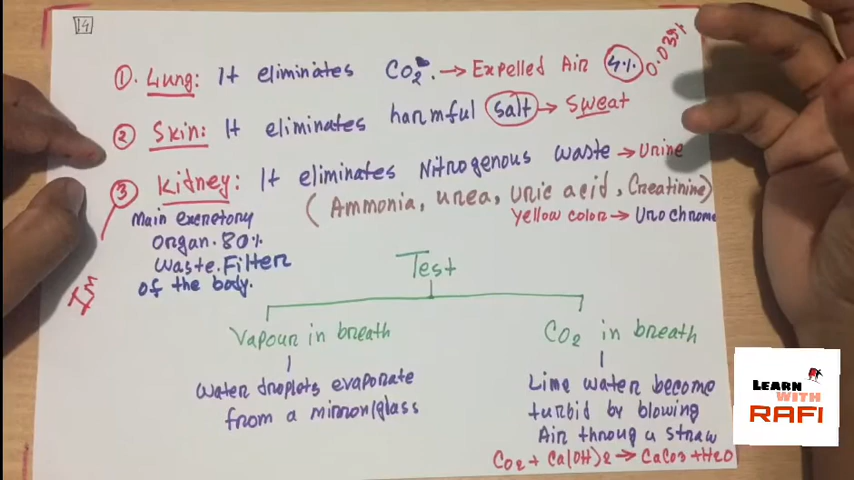 14
① Lung: It eliminates CO2. → Expelled Air 4% 0.039%
② Skin: It eliminates harmful salt → Sweat
③ Kidney: It eliminates Nitrogenous waste → Urine
(Ammonia, urea, Uric acid, Creatinine)
Yellow color → Urochrome
Main excretory
organ. 80%
waste. Filter
of the body.
Test
Vapour in breath
Water droplets evaporate
from a mirror/glass
CO2 in breath
Lime water become
turbid by blowing
Air throug a straw
CO2 + Ca(OH)2 → CaCO3 + H2O
LEARN
WITH
RAFI